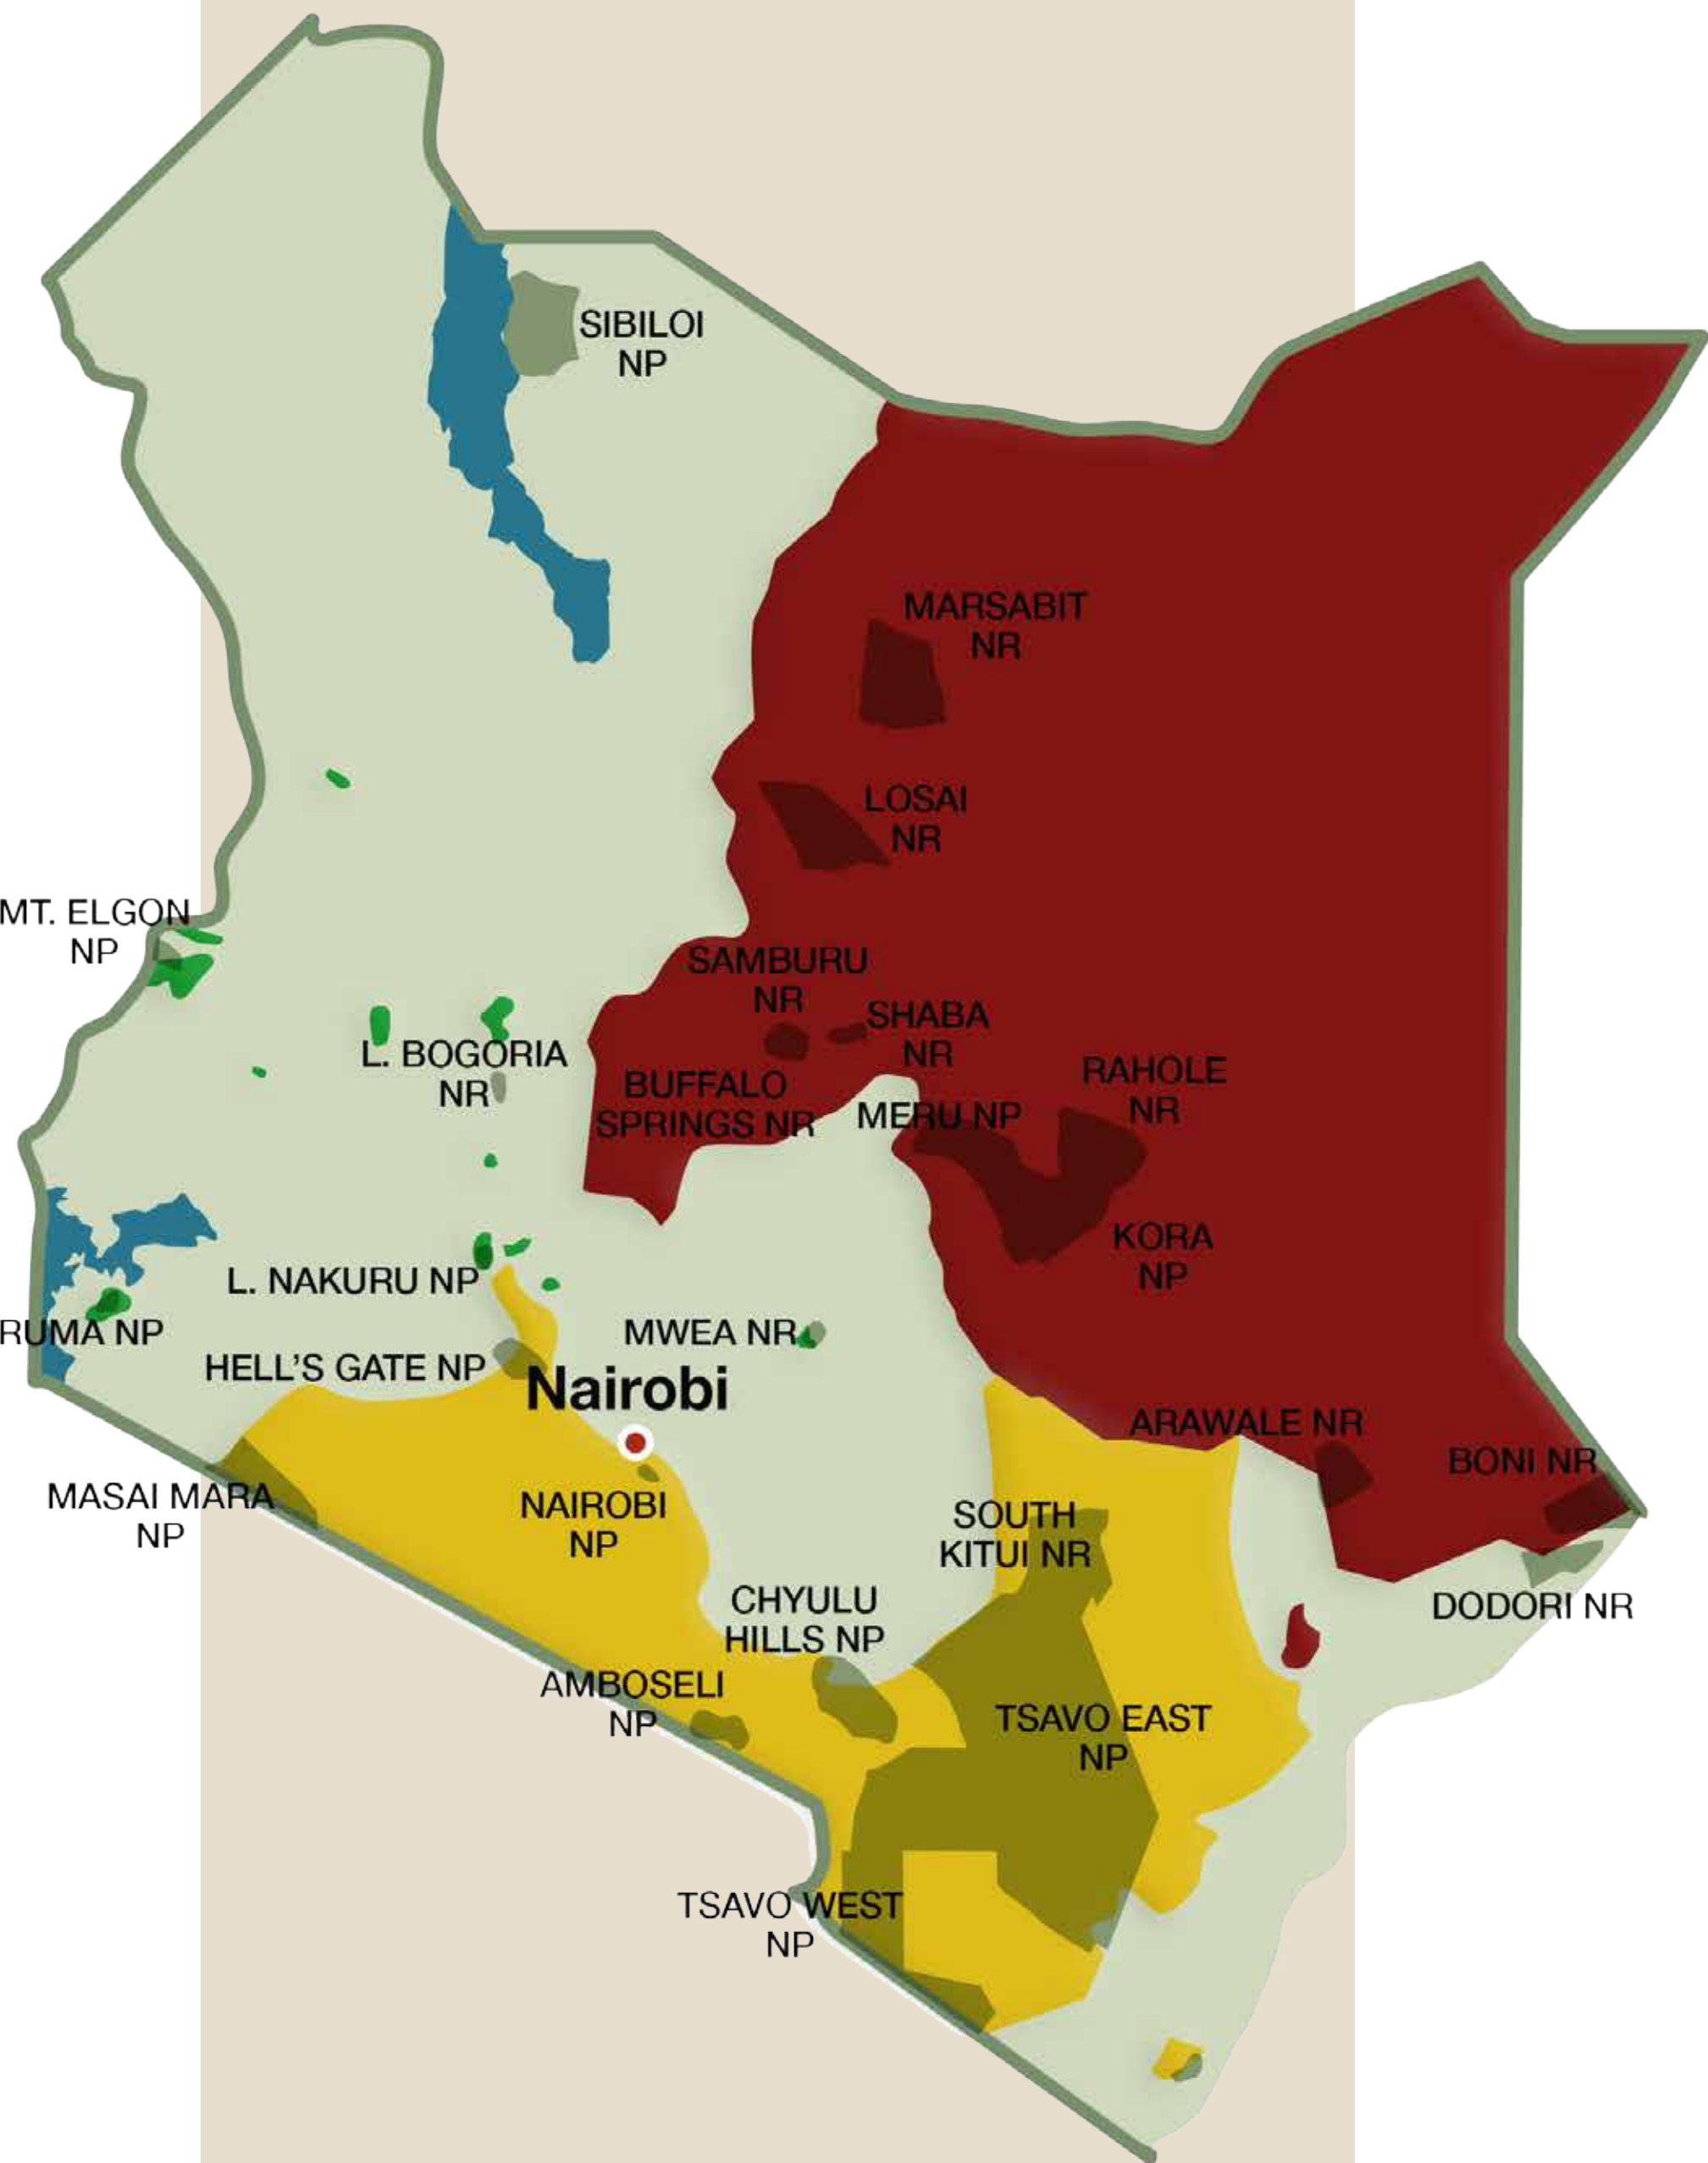 SIBILOI
NP
MARSABIT
NR
LOSAI
NR
MT. ELGON
NP
SAMBURU
NR
SHABA
NR
L. BOGORIA
NR
BUFFALO
SPRINGS NR
MERU NP
RAHOLE
NR
KORA
NP
L. NAKURU NP
RUMA NP
MWEA NR
HELL'S GATE NP
Nairobi
ARAWALE NR
BONI NR
MASAI MARA
NP
NAIROBI
NP
SOUTH
KITUI NR
CHYULU
HILLS NP
DODORI NR
AMBOSELI
NP
TSAVO EAST
NP
TSAVO WEST
NP